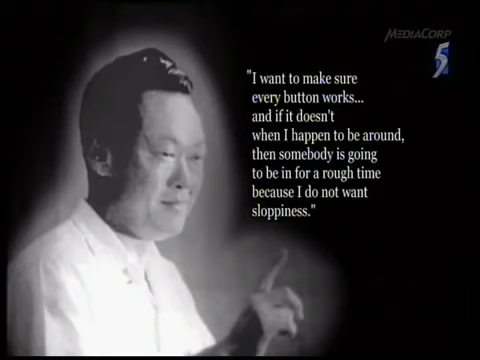 MEDIACORP
5
"I want to make sure
every button works...
and if it doesn't
when I happen to be around,
then somebody is going
to be in for a rough time
because I do not want
sloppiness."